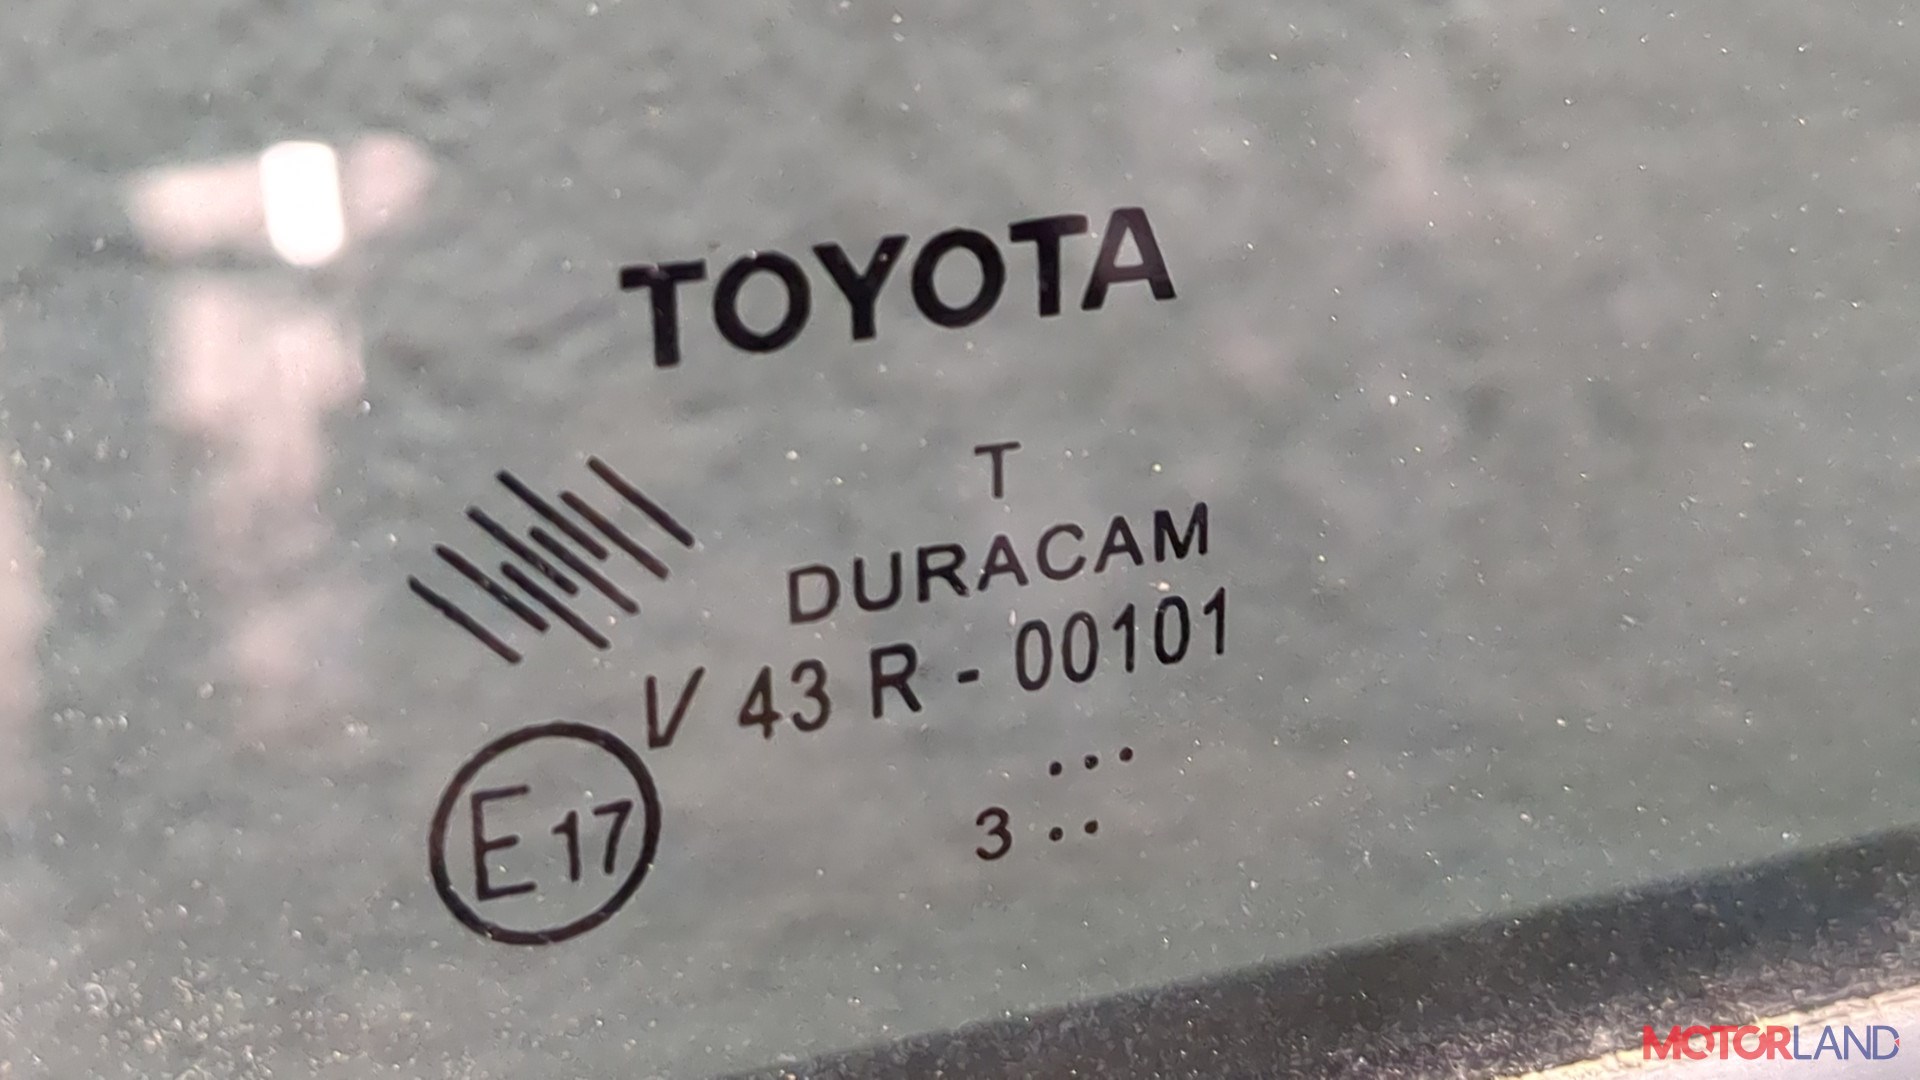 TOYOTA
T
DURACAM
V 43 R - 00101
E 17
...
3 ..
MOTORLAND